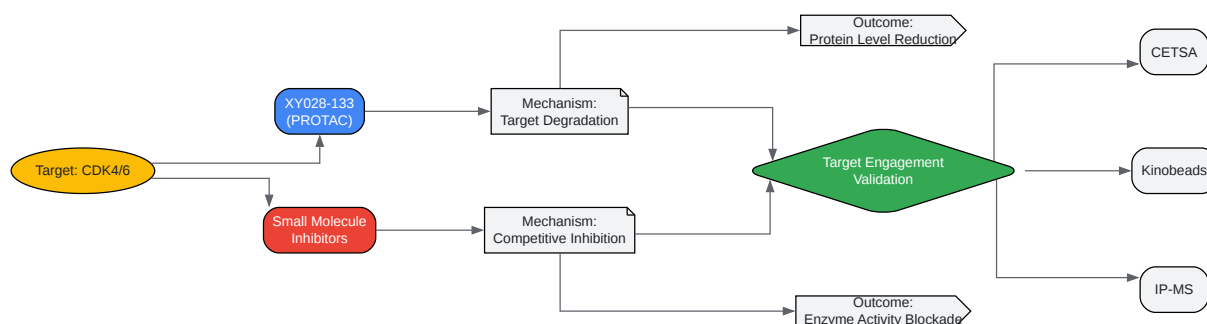 Outcome:
Protein Level Reduction
CETSA
XY028-133
(PROTAC)
Mechanism:
Target Degradation
Target: CDK4/6
Target Engagement
Validation
Kinobeads
Small Molecule
Inhibitors
Mechanism:
Competitive Inhibition
IP-MS
Outcome:
Enzyme Activity Blockade